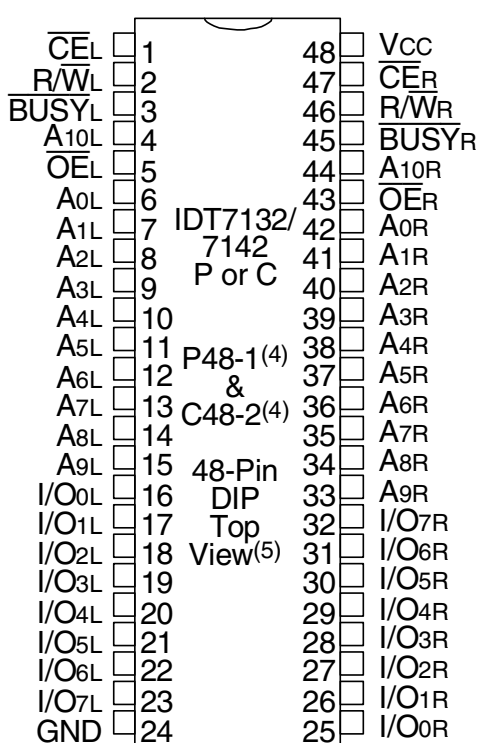 CEL 1 48 VCC
R/WL 2 47 CER
BUSYL 3 46 R/WR
A10L 4 45 BUSYR
OEL 5 44 A10R
A0L 6 43 OER
A1L 7 IDT7132/ 42 A0R
A2L 8 7142 41 A1R
A3L 9 P or C 40 A2R
A4L 10 39 A3R
A5L 11 P48-1(4) 38 A4R
A6L 12 & 37 A5R
A7L 13 C48-2(4) 36 A6R
A8L 14 35 A7R
A9L 15 48-Pin 34 A8R
I/O0L 16 DIP 33 A9R
I/O1L 17 Top 32 I/O7R
I/O2L 18 View(5) 31 I/O6R
I/O3L 19 30 I/O5R
I/O4L 20 29 I/O4R
I/O5L 21 28 I/O3R
I/O6L 22 27 I/O2R
I/O7L 23 26 I/O1R
GND 24 25 I/O0R